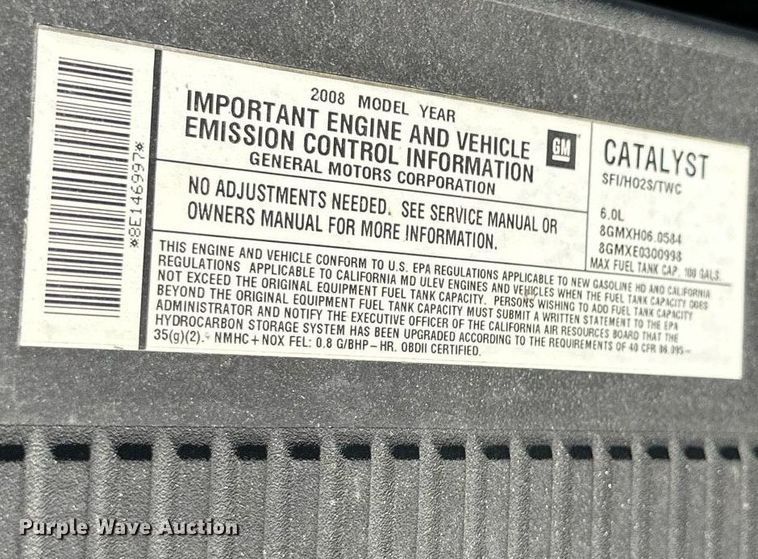 *8E146997*
2008 MODEL YEAR
IMPORTANT ENGINE AND VEHICLE
EMISSION CONTROL INFORMATION
GENERAL MOTORS CORPORATION
GM
CATALYST
SFI/HO2S/TWC
NO ADJUSTMENTS NEEDED. SEE SERVICE MANUAL OR
OWNERS MANUAL FOR MORE INFORMATION.
6.0L
8GMXH06.0584
8GMXE0300998
MAX FUEL TANK CAP. 100 GALS.
THIS ENGINE AND VEHICLE CONFORM TO U.S. EPA REGULATIONS APPLICABLE TO NEW GASOLINE HD AND CALIFORNIA
REGULATIONS APPLICABLE TO CALIFORNIA MD ULEV ENGINES AND VEHICLES WHEN THE FUEL TANK CAPACITY DOES
NOT EXCEED THE ORIGINAL EQUIPMENT FUEL TANK CAPACITY. PERSONS WISHING TO ADD FUEL TANK CAPACITY
BEYOND THE ORIGINAL EQUIPMENT FUEL TANK CAPACITY MUST SUBMIT A WRITTEN STATEMENT TO THE EPA
ADMINISTRATOR AND NOTIFY THE EXECUTIVE OFFICER OF THE CALIFORNIA AIR RESOURCES BOARD THAT THE
HYDROCARBON STORAGE SYSTEM HAS BEEN UPGRADED ACCORDING TO THE REQUIREMENTS OF 40 CFR 86.095-
35(g)(2). NMHC+NOX FEL: 0.8 G/BHP-HR. OBDII CERTIFIED.
Purple Wave Auction